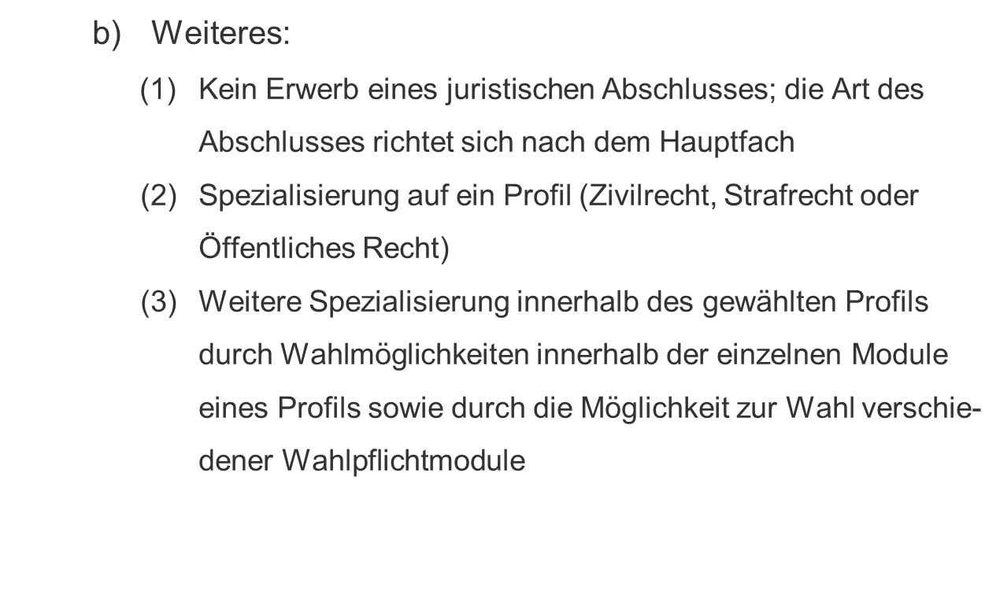 b) Weiteres:
(1) Kein Erwerb eines juristischen Abschlusses; die Art des
Abschlusses richtet sich nach dem Hauptfach
(2) Spezialisierung auf ein Profil (Zivilrecht, Strafrecht oder
Öffentliches Recht)
(3) Weitere Spezialisierung innerhalb des gewählten Profils
durch Wahlmöglichkeiten innerhalb der einzelnen Module
eines Profils sowie durch die Möglichkeit zur Wahl verschie-
dener Wahlpflichtmodule